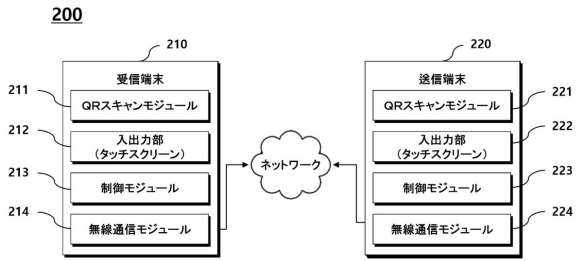 200
210
受信端末
211
QRスキャンモジュール
212
入出力部
(タッチスクリーン)
213
制御モジュール
214
無線通信モジュール
ネットワーク
220
送信端末
221
QRスキャンモジュール
222
入出力部
(タッチスクリーン)
223
制御モジュール
224
無線通信モジュール